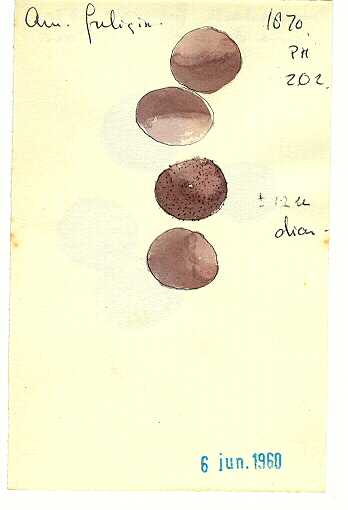 Am. fuligin.
1870.
PH
202.
± 12 u
diam.
6 jun. 1960